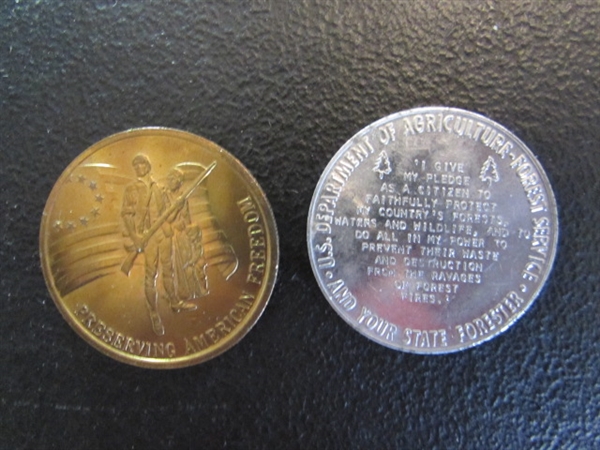 PRESERVING AMERICAN FREEDOM
U.S. DEPARTMENT OF AGRICULTURE-FOREST SERVICE
"I GIVE
MY PLEDGE
AS A CITIZEN TO
FAITHFULLY PROTECT
MY COUNTRY'S FORESTS,
WATERS AND WILDLIFE, AND TO
DO ALL IN MY POWER TO
PREVENT THEIR WASTE
AND DESTRUCTION
FROM THE RAVAGES
OF FOREST
FIRES."
• AND YOUR STATE FORESTER •